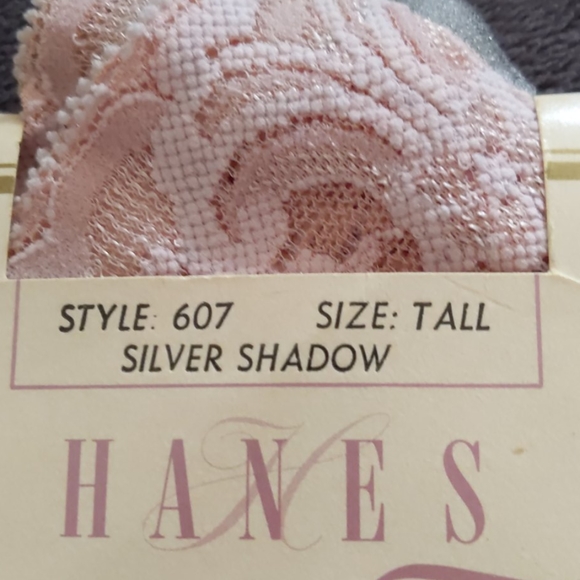 STYLE: 607 SIZE: TALL
SILVER SHADOW
HANES